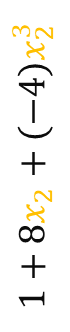 1 + 8x₂ + (−4)x₂³